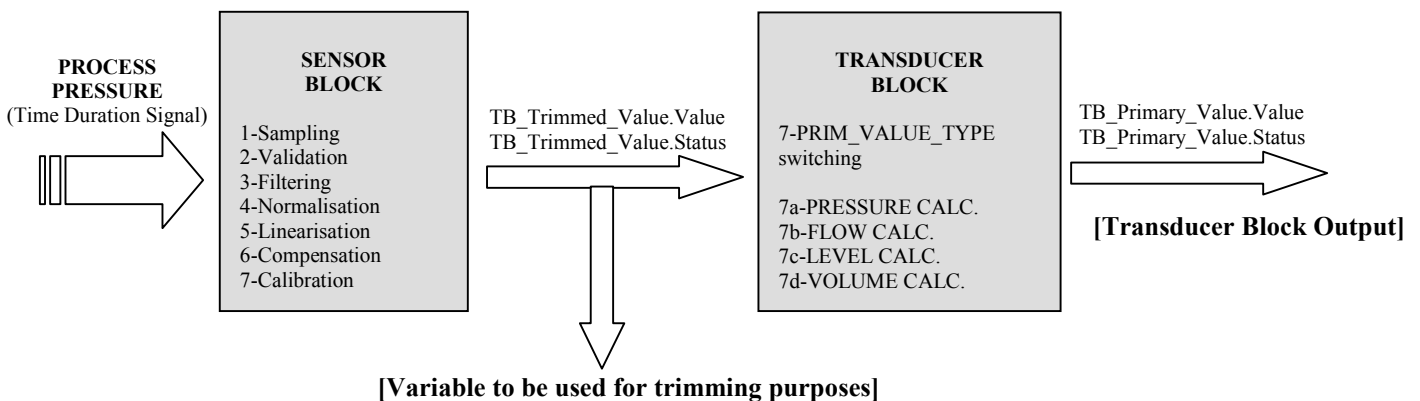 PROCESS
PRESSURE
(Time Duration Signal)
SENSOR
BLOCK
1-Sampling
2-Validation
3-Filtering
4-Normalisation
5-Linearisation
6-Compensation
7-Calibration
TB_Trimmed_Value.Value
TB_Trimmed_Value.Status
TRANSDUCER
BLOCK
7-PRIM_VALUE_TYPE
switching
7a-PRESSURE CALC.
7b-FLOW CALC.
7c-LEVEL CALC.
7d-VOLUME CALC.
TB_Primary_Value.Value
TB_Primary_Value.Status
[Transducer Block Output]
[Variable to be used for trimming purposes]